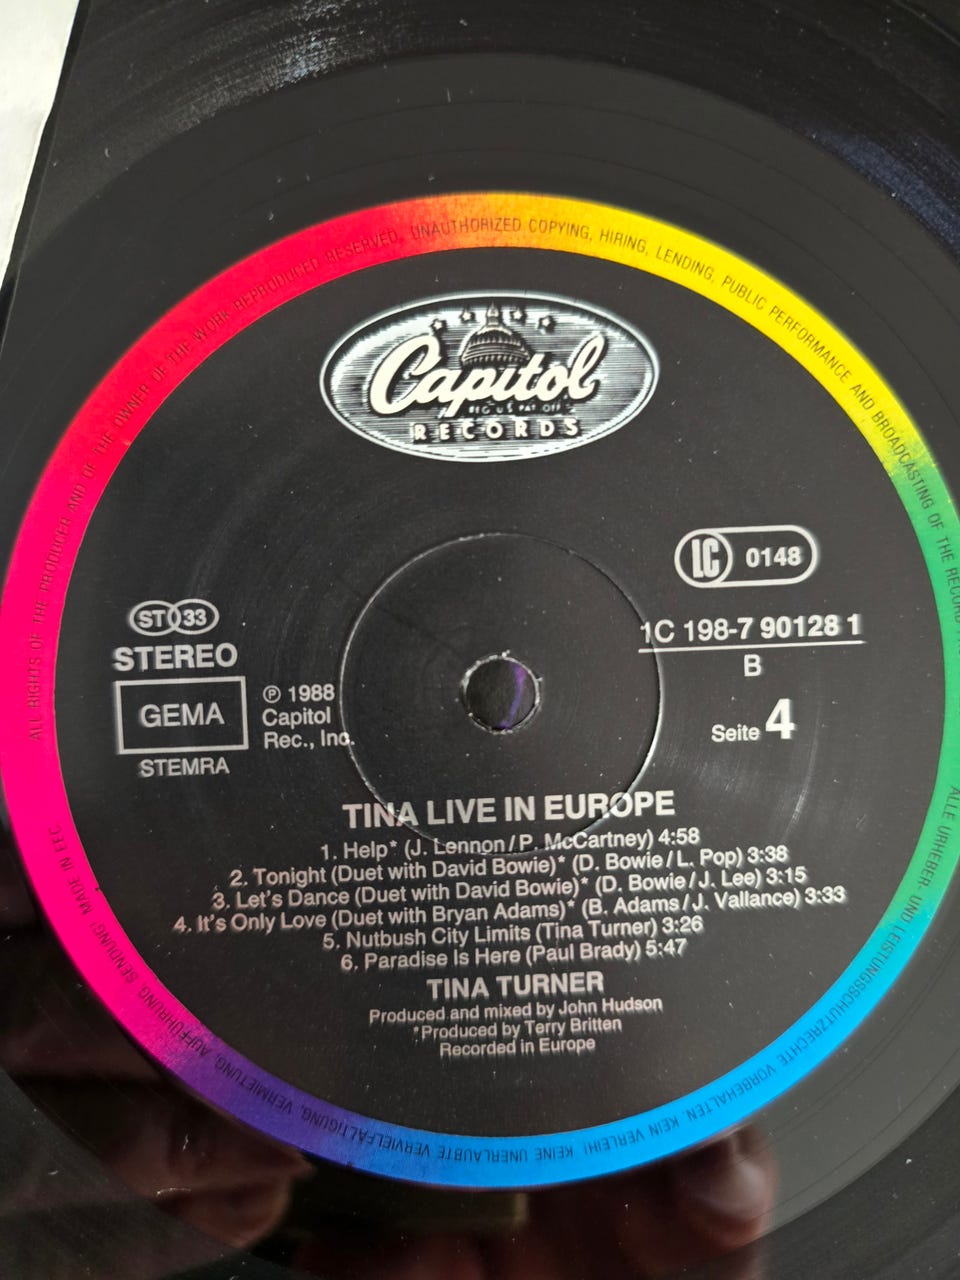 ALL RIGHTS OF THE PRODUCER AND OF THE OWNER OF THE WORK REPRODUCED RESERVED. UNAUTHORIZED COPYING, HIRING, LENDING, PUBLIC PERFORMANCE AND BROADCASTING OF THE RECORD
Capitol
REG. U.S. PAT. OFF.
RECORDS
LC 0148
ST 33
STEREO
GEMA
STEMRA
℗ 1988
Capitol
Rec., Inc.
1C 198-7 90128 1
B
Seite 4
TINA LIVE IN EUROPE
1. Help* (J. Lennon/P. McCartney) 4:58
2. Tonight (Duet with David Bowie)* (D. Bowie/L. Pop) 3:38
3. Let's Dance (Duet with David Bowie)* (D. Bowie/J. Lee) 3:15
4. It's Only Love (Duet with Bryan Adams)* (B. Adams/J. Vallance) 3:33
5. Nutbush City Limits (Tina Turner) 3:26
6. Paradise Is Here (Paul Brady) 5:47
TINA TURNER
Produced and mixed by John Hudson
*Produced by Terry Britten
Recorded in Europe
ALLE URHEBER- UND LEISTUNGSSCHUTZRECHTE VORBEHALTEN. KEIN VERLEIH! KEINE UNERLAUBTE VERVIELFÄLTIGUNG, VERMIETUNG, AUFFÜHRUNG, SENDUNG! MADE IN EEC